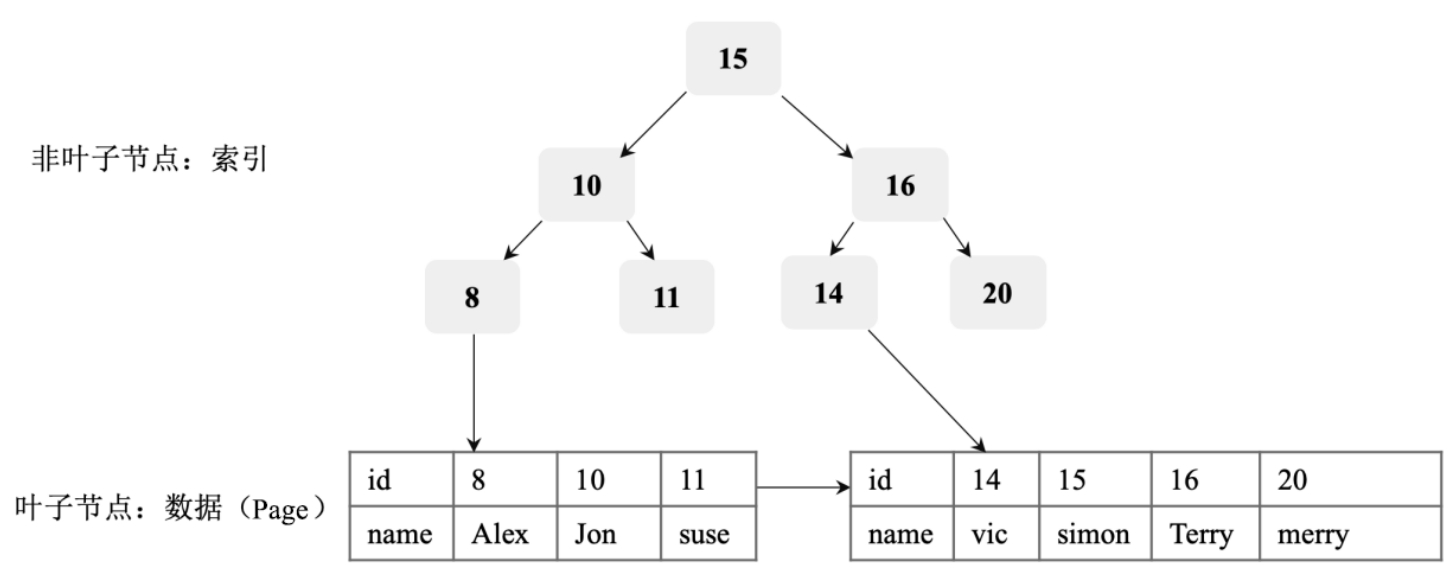 15
非叶子节点：索引
10 16
8 11 14 20
id 8 10 11 id 14 15 16 20
叶子节点：数据（Page）
name Alex Jon suse name vic simon Terry merry